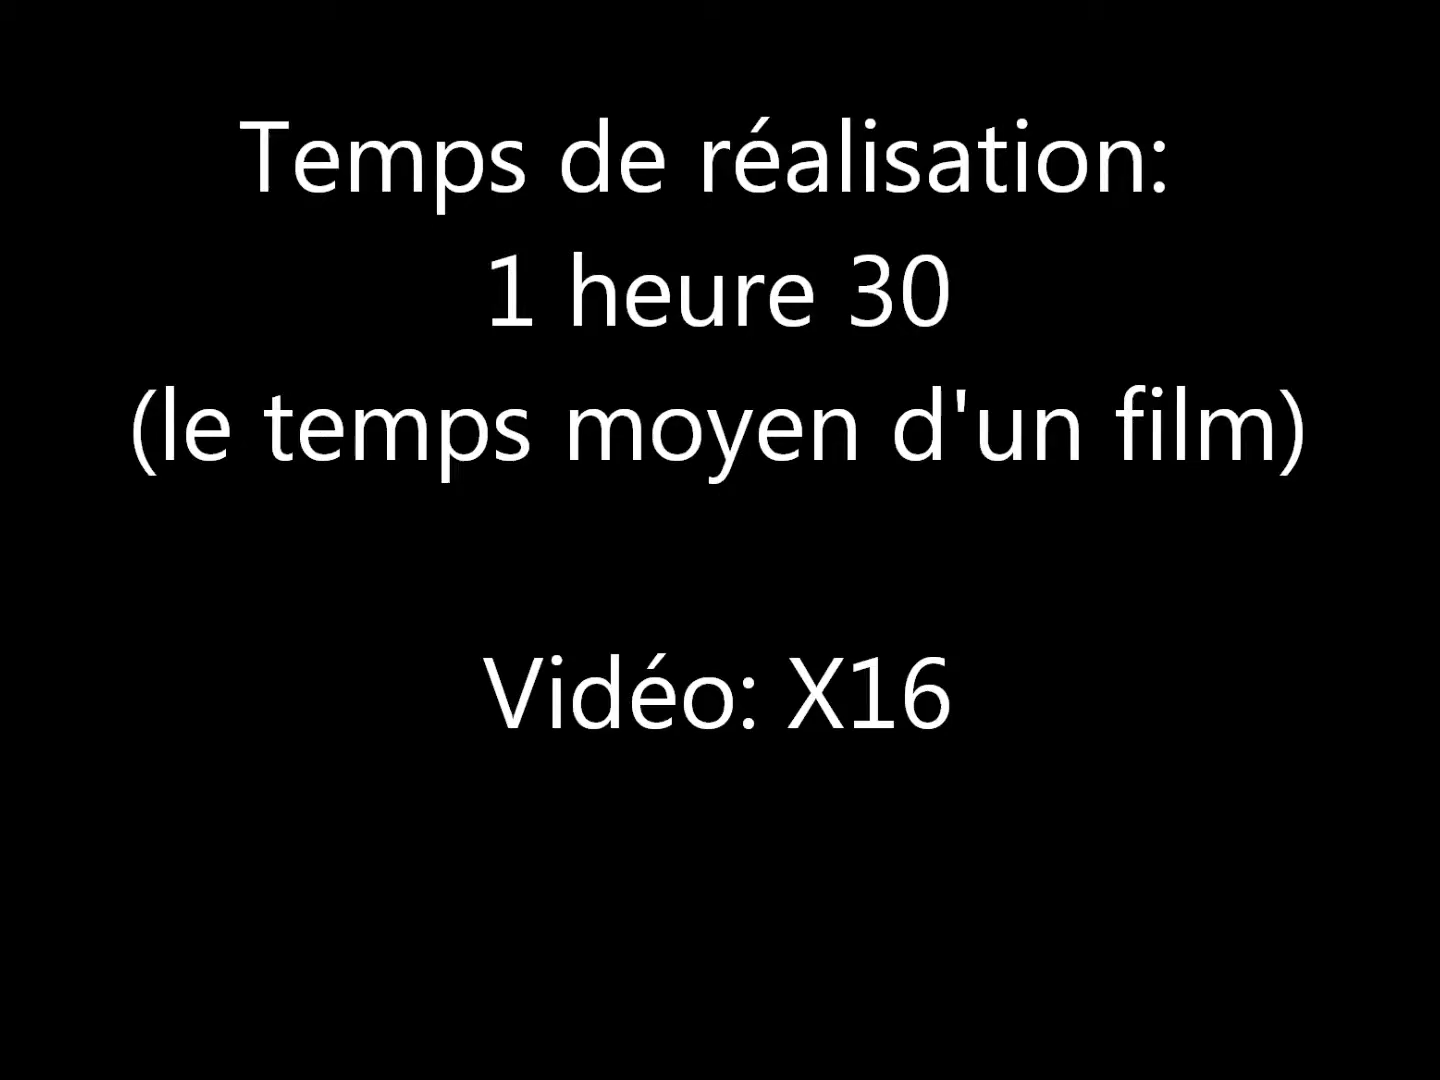 Temps de réalisation:
1 heure 30
(le temps moyen d'un film)
Vidéo: X16